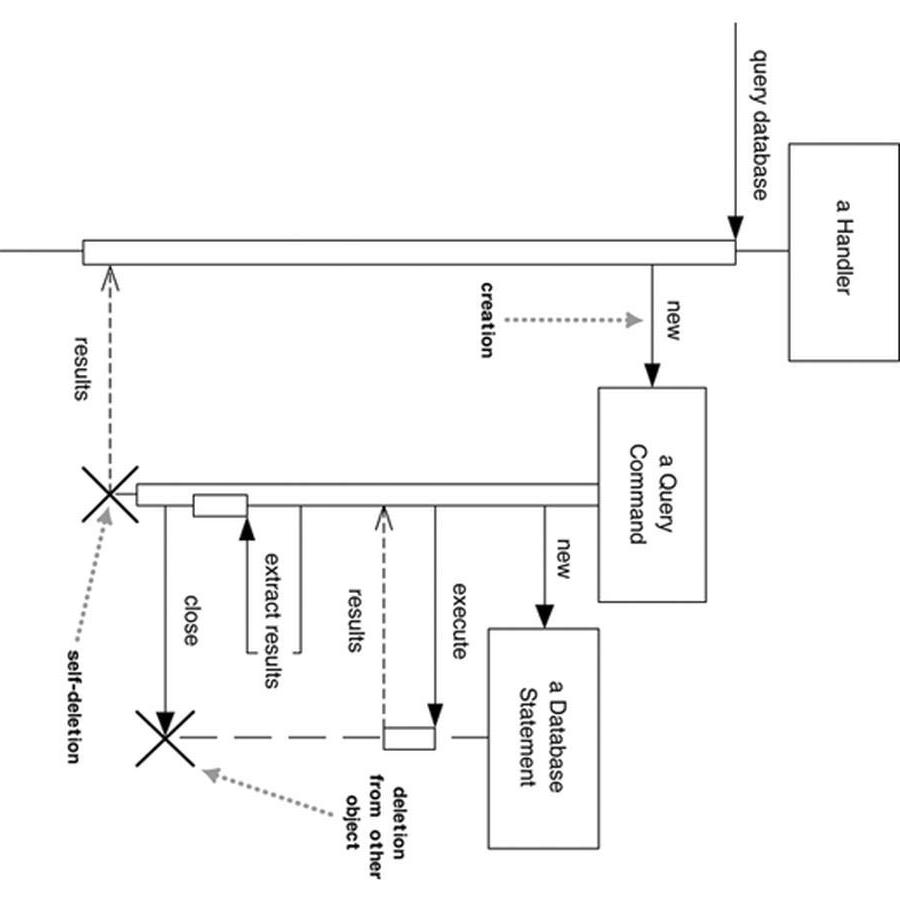 query database
a Handler
new
creation
a Query
Command
new
a Database
Statement
execute
results
extract results
close
deletion
from other
object
results
self-deletion